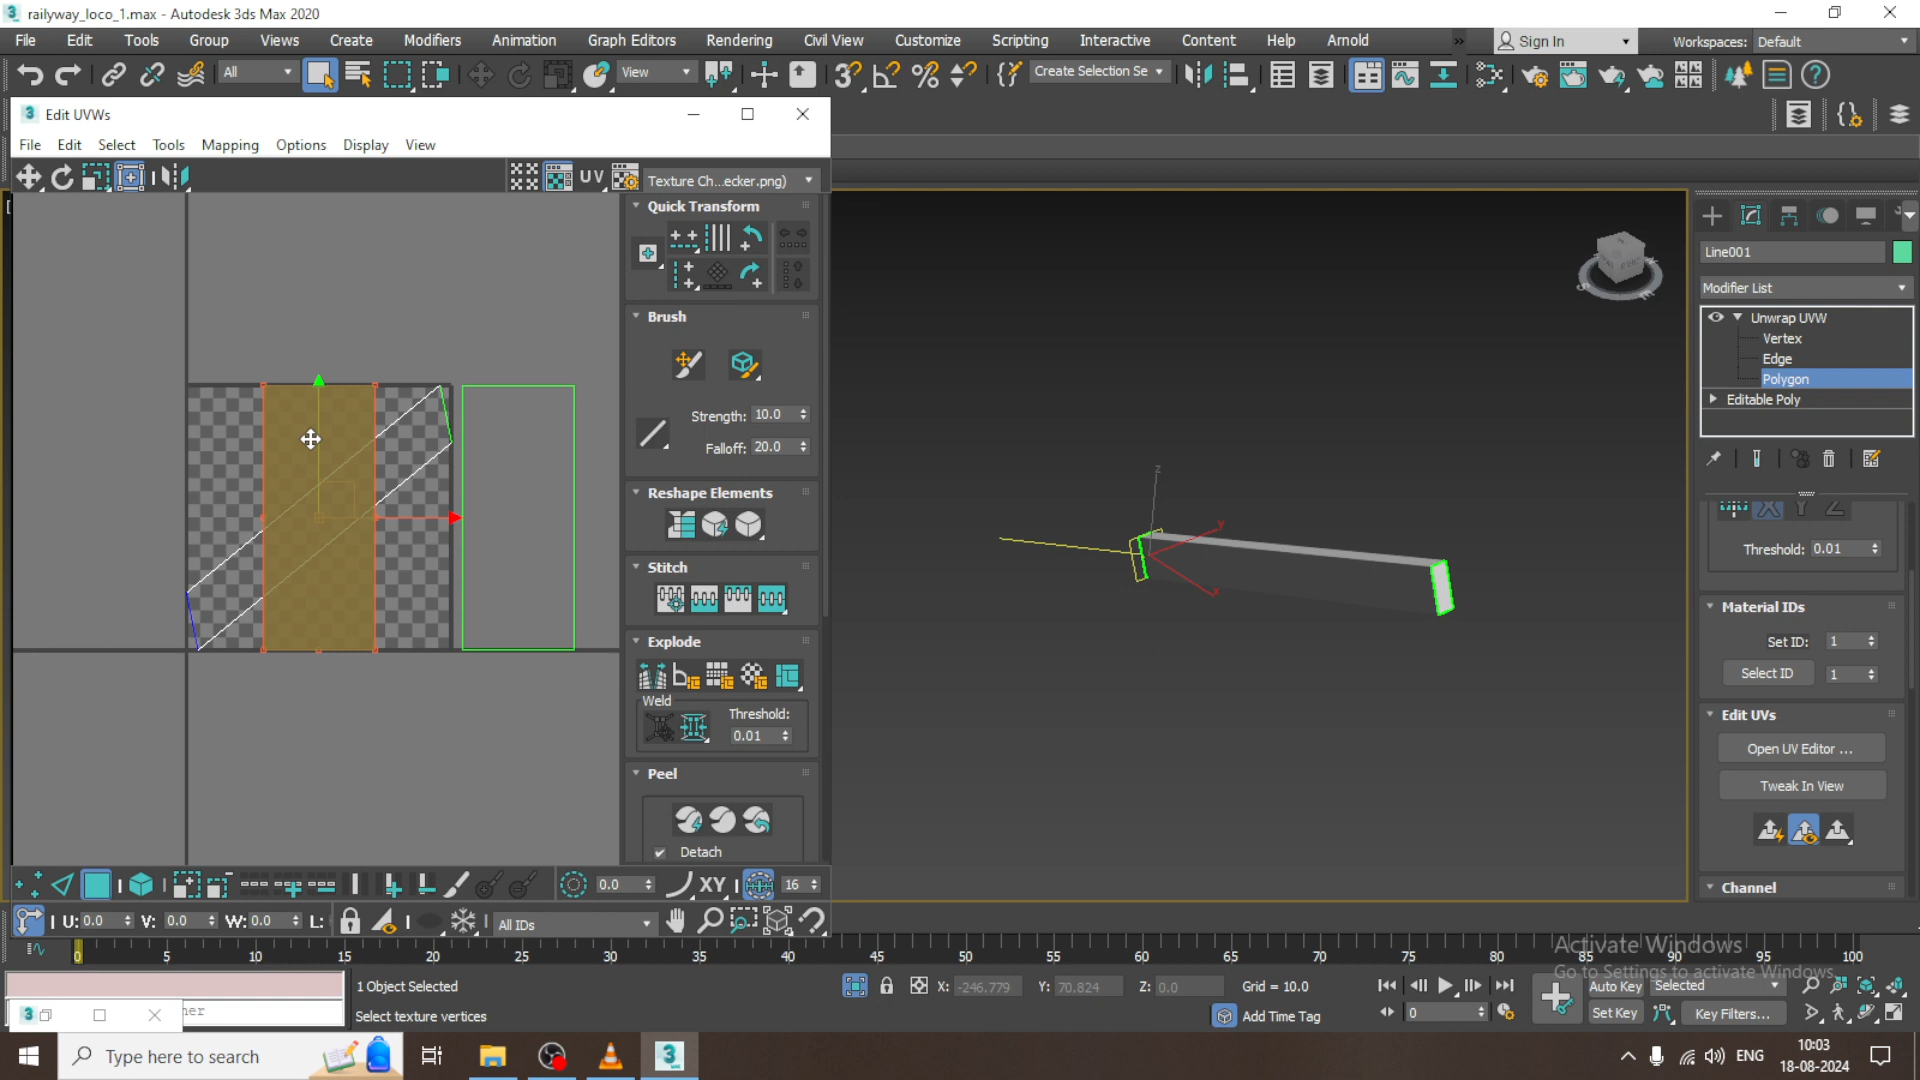 railyway_loco_1.max - Autodesk 3ds Max 2020
File Edit Tools Group Views Create Modifiers Animation Graph Editors Rendering Civil View Customize Scripting Interactive Content Help Arnold » Sign In Workspaces: Default
All View Create Selection Se
Edit UVWs
File Edit Select Tools Mapping Options Display View
UV Texture Ch...ecker.png)
Quick Transform
Brush
Strength: 10.0
Falloff: 20.0
Reshape Elements
Stitch
Explode
Weld
Threshold:
0.01
Peel
Detach
0.0 XY 16
U: 0.0 V: 0.0 W: 0.0 L: All IDs
z
y
x
Line001
Modifier List
Unwrap UVW
Vertex
Edge
Polygon
Editable Poly
X Y Z
Threshold: 0.01
Material IDs
Set ID: 1
Select ID 1
Edit UVs
Open UV Editor ...
Tweak In View
Channel
0 5 10 15 20 25 30 35 40 45 50 55 60 65 70 75 80 85 90 95 100
Activate Windows
Go to Settings to activate Windows.
1 Object Selected
Select texture vertices
X: -246.779 Y: 70.824 Z: 0.0 Grid = 10.0
Add Time Tag
0
Auto Key Selected
Set Key Key Filters...
ner
Type here to search
ENG
10:03
18-08-2024